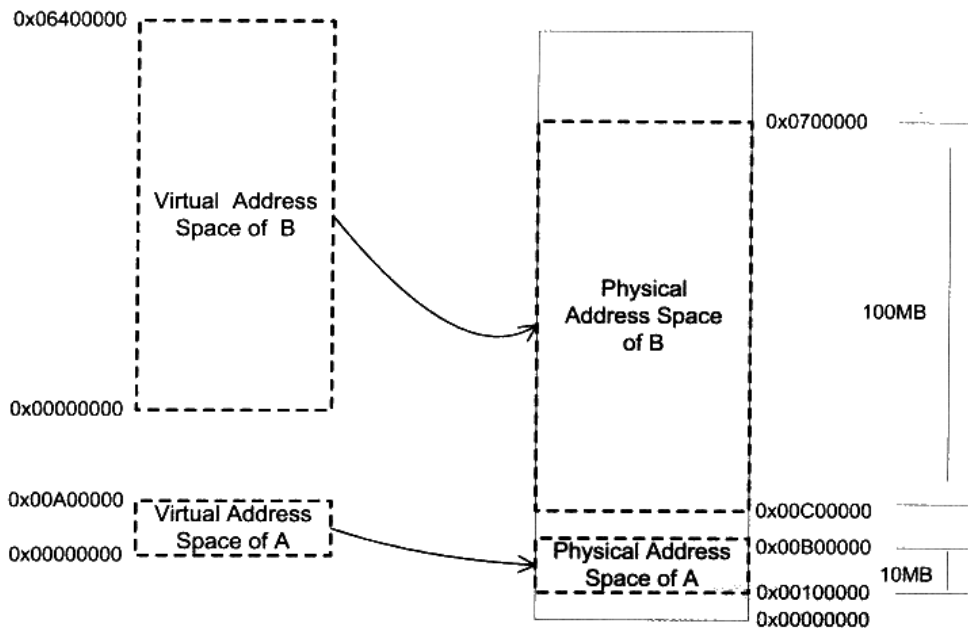 0x06400000
0x0700000
Virtual Address
Space of B
Physical
Address Space
of B
100MB
0x00000000
0x00A00000
Virtual Address
Space of A
0x00000000
0x00C00000
0x00B00000
Physical Address
Space of A
10MB
0x00100000
0x00000000